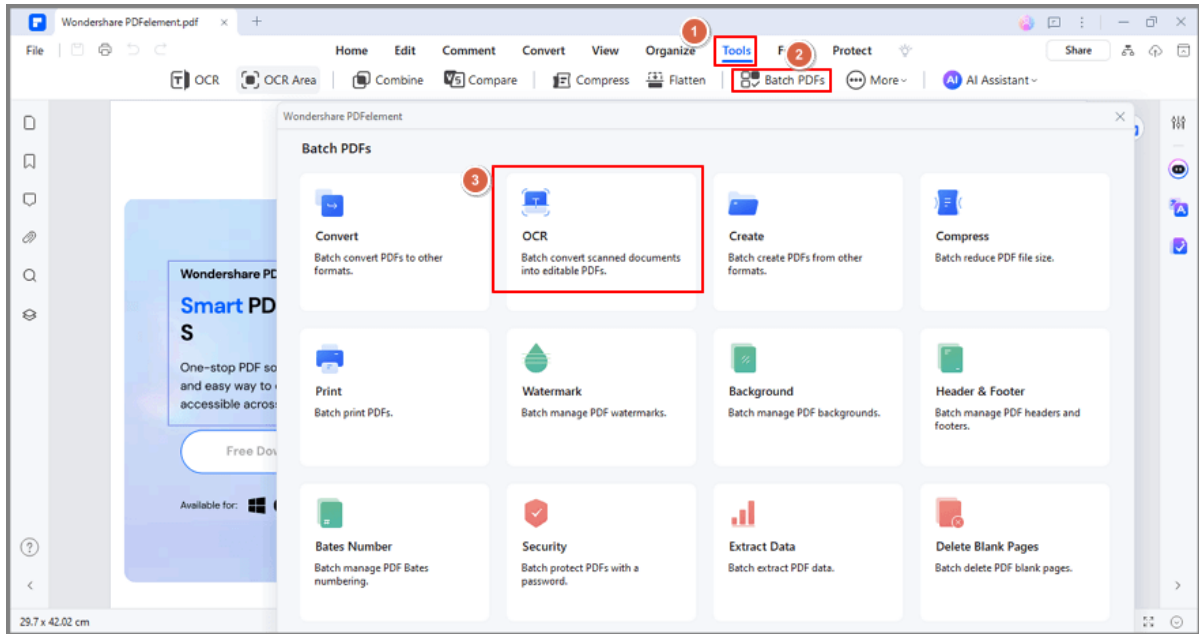 Wondershare PDFelement.pdf
1
File Home Edit Comment Convert View Organize Tools F 2 Protect Share
OCR OCR Area Combine Compare Compress Flatten Batch PDFs More AI AI Assistant
Wondershare PDFelement
Batch PDFs
3
Convert
Batch convert PDFs to other
formats.
OCR
Batch convert scanned documents
into editable PDFs.
Create
Batch create PDFs from other
formats.
Compress
Batch reduce PDF file size.
Print
Batch print PDFs.
Watermark
Batch manage PDF watermarks.
Background
Batch manage PDF backgrounds.
Header & Footer
Batch manage PDF headers and
footers.
Bates Number
Batch manage PDF Bates
numbering.
Security
Batch protect PDFs with a
password.
Extract Data
Batch extract PDF data.
Delete Blank Pages
Batch delete PDF blank pages.
Wondershare PD
Smart PD
S
One-stop PDF so
and easy way to
accessible across
Free Dow
Available for:
29.7 x 42.02 cm